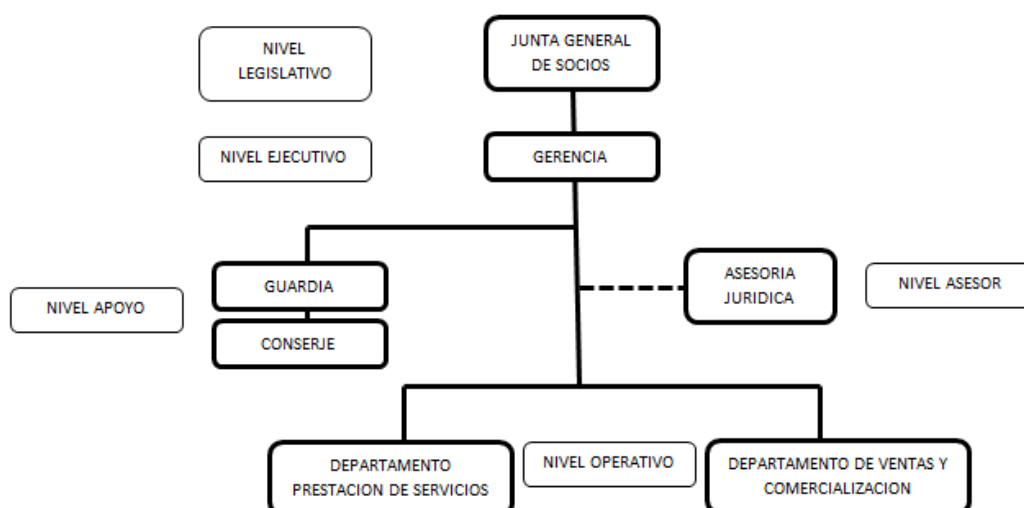 NIVEL
LEGISLATIVO
JUNTA GENERAL
DE SOCIOS
NIVEL EJECUTIVO
GERENCIA
GUARDIA
CONSERJE
NIVEL APOYO
ASESORIA
JURIDICA
NIVEL ASESOR
DEPARTAMENTO
PRESTACION DE SERVICIOS
NIVEL OPERATIVO
DEPARTAMENTO DE VENTAS Y
COMERCIALIZACION